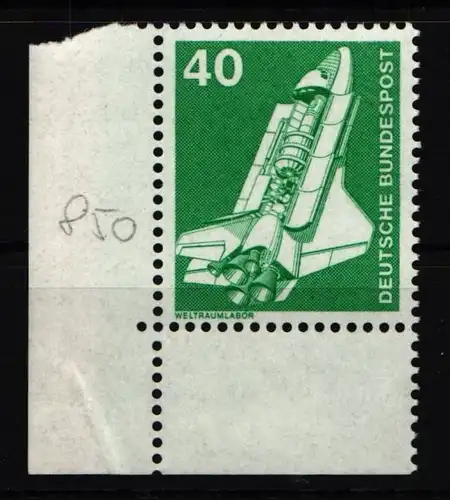 40
DEUTSCHE BUNDESPOST
850
WELTRAUMLABOR